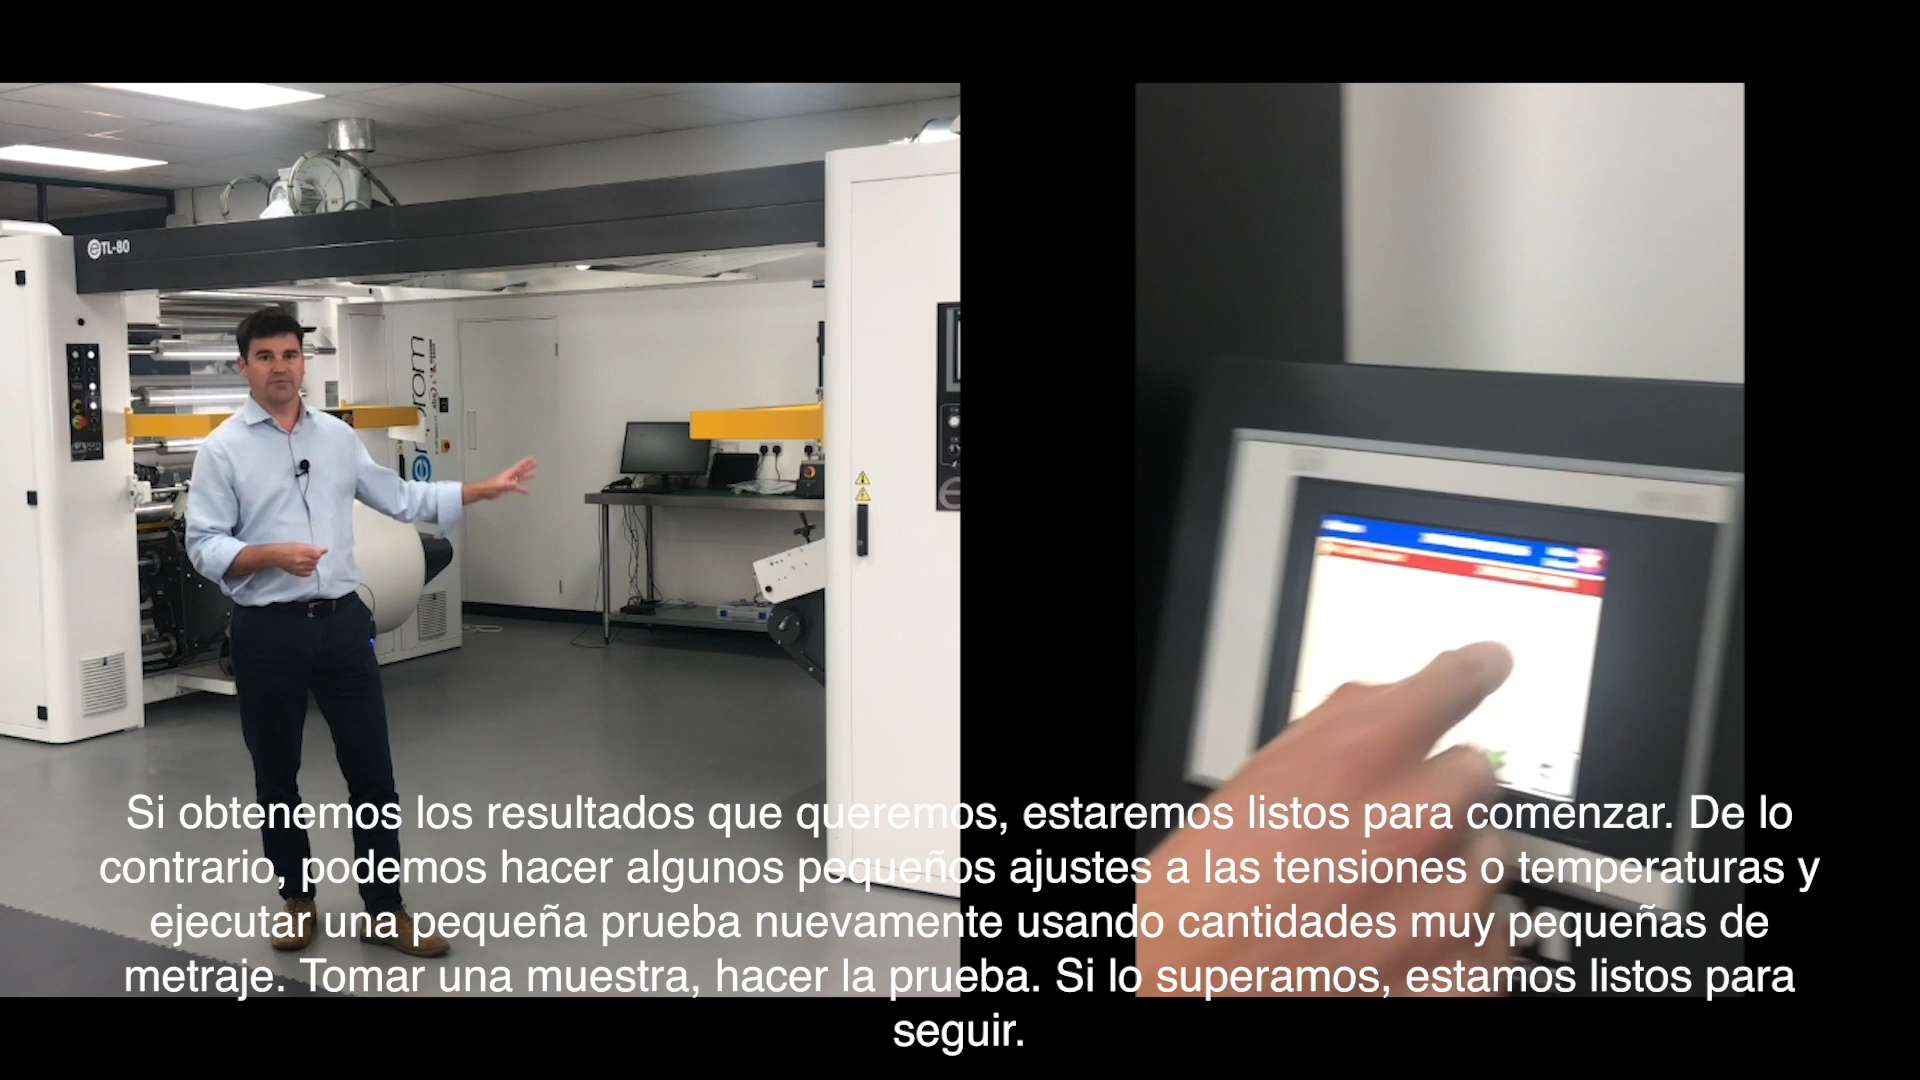 eTL-80
enprom
Si obtenemos los resultados que queremos, estaremos listos para comenzar. De lo
contrario, podemos hacer algunos pequeños ajustes a las tensiones o temperaturas y
ejecutar una pequeña prueba nuevamente usando cantidades muy pequeñas de
metraje. Tomar una muestra, hacer la prueba. Si lo superamos, estamos listos para
seguir.